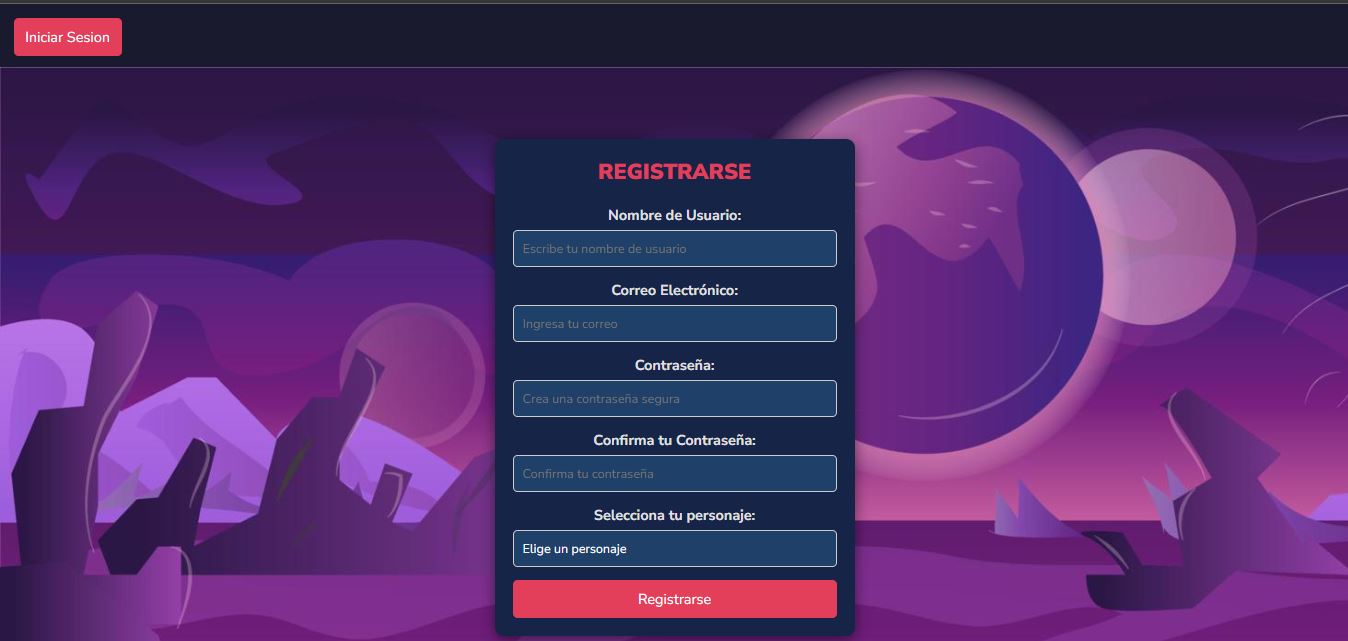 Iniciar Sesion
REGISTRARSE
Nombre de Usuario:
Escribe tu nombre de usuario
Correo Electrónico:
Ingresa tu correo
Contraseña:
Crea una contraseña segura
Confirma tu Contraseña:
Confirma tu contraseña
Selecciona tu personaje:
Elige un personaje
Registrarse